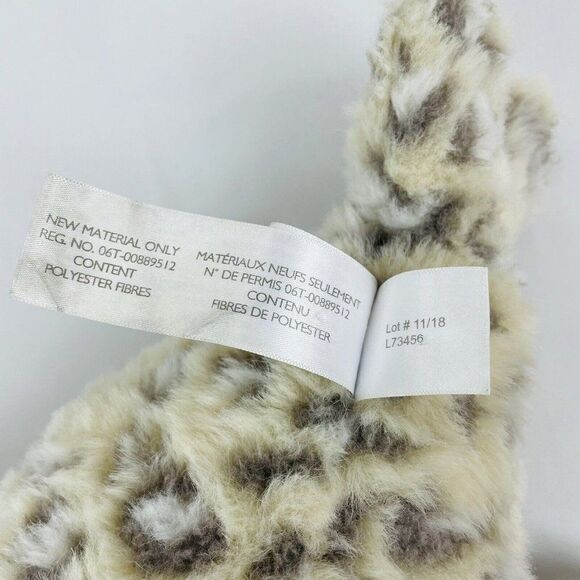 NEW MATERIAL ONLY
REG. NO. 06T-00889512
CONTENT
POLYESTER FIBRES
MATÉRIAUX NEUFS SEULEMENT
N° DE PERMIS 06T-00889512
CONTENU
FIBRES DE POLYESTER
Lot # 11/18
L73456